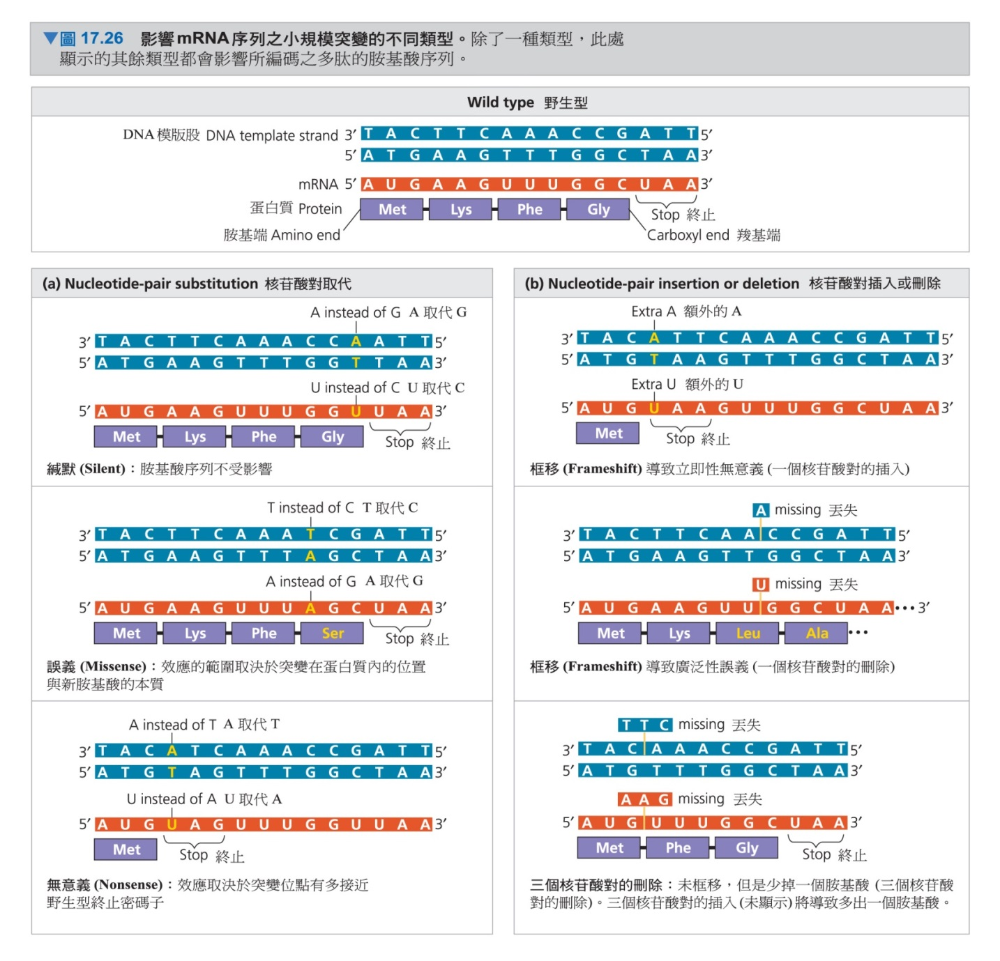 ▼圖 17.26 影響mRNA序列之小規模突變的不同類型。除了一種類型，此處
顯示的其餘類型都會影響所編碼之多肽的胺基酸序列。
Wild type 野生型
DNA模版股 DNA template strand 3′ T A C T T C A A A C C G A T T 5′
5′ A T G A A G T T T G G C T A A 3′
mRNA 5′ A U G A A G U U U G G C U A A 3′
蛋白質 Protein Met Lys Phe Gly Stop 終止
胺基端 Amino end Carboxyl end 羧基端
(a) Nucleotide-pair substitution 核苷酸對取代
A instead of G A 取代 G
3′ T A C T T C A A A C C A A T T 5′
5′ A T G A A G T T T G G T T A A 3′
U instead of C U 取代 C
5′ A U G A A G U U U G G U U A A 3′
Met Lys Phe Gly Stop 終止
緘默 (Silent)：胺基酸序列不受影響
T instead of C T 取代 C
3′ T A C T T C A A A T C G A T T 5′
5′ A T G A A G T T T A G C T A A 3′
A instead of G A 取代 G
5′ A U G A A G U U U A G C U A A 3′
Met Lys Phe Ser Stop 終止
誤義 (Missense)：效應的範圍取決於突變在蛋白質內的位置
與新胺基酸的本質
A instead of T A 取代 T
3′ T A C A T C A A A C C G A T T 5′
5′ A T G T A G T T T G G C T A A 3′
U instead of A U 取代 A
5′ A U G U A G U U U G G U U A A 3′
Met Stop 終止
無意義 (Nonsense)：效應取決於突變位點有多接近
野生型終止密碼子
(b) Nucleotide-pair insertion or deletion 核苷酸對插入或刪除
Extra A 額外的 A
3′ T A C A T T C A A A C C G A T T 5′
5′ A T G T A A G T T T G G C T A A 3′
Extra U 額外的 U
5′ A U G U A A G U U U G G C U A A 3′
Met Stop 終止
框移 (Frameshift) 導致立即性無意義 (一個核苷酸對的插入)
A missing 丟失
3′ T A C T T C A A C C G A T T 5′
5′ A T G A A G T T G G C T A A 3′
U missing 丟失
5′ A U G A A G U U G G C U A A ••• 3′
Met Lys Leu Ala •••
框移 (Frameshift) 導致廣泛性誤義 (一個核苷酸對的刪除)
T T C missing 丟失
3′ T A C A A A C C G A T T 5′
5′ A T G T T T G G C T A A 3′
A A G missing 丟失
5′ A U G U U U G G C U A A 3′
Met Phe Gly Stop 終止
三個核苷酸對的刪除：未框移，但是少掉一個胺基酸 (三個核苷酸
對的刪除)。三個核苷酸對的插入 (未顯示) 將導致多出一個胺基酸。